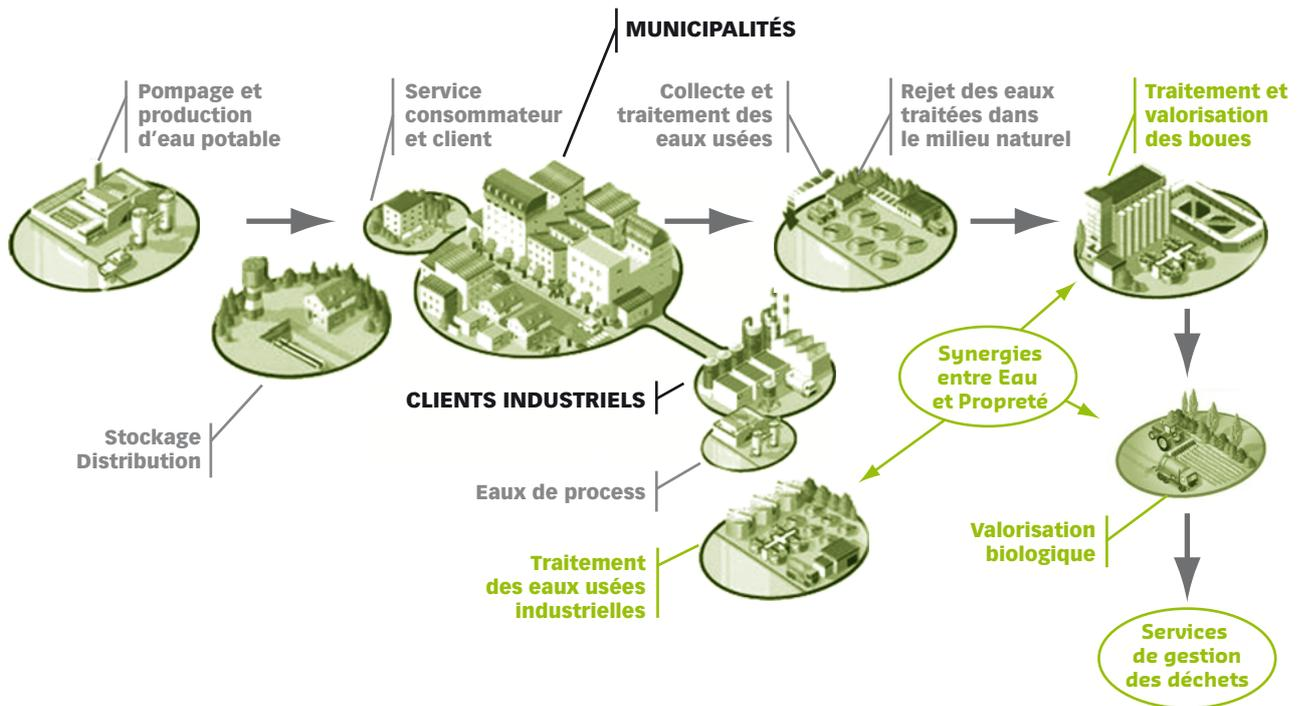 MUNICIPALITÉS
Pompage et
production
d'eau potable
Service
consommateur
et client
Collecte et
traitement des
eaux usées
Rejet des eaux
traitées dans
le milieu naturel
Traitement et
valorisation
des boues
Synergies
entre Eau
et Propreté
CLIENTS INDUSTRIELS
Stockage
Distribution
Eaux de process
Valorisation
biologique
Traitement
des eaux usées
industrielles
Services
de gestion
des déchets